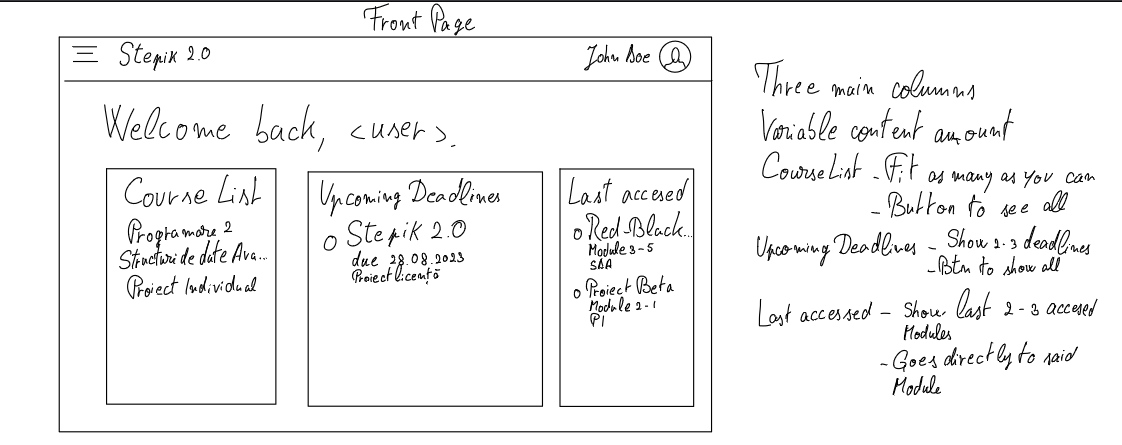 Front Page
Stepik 2.0
John Doe
Welcome back, <user>.
Course List
Programare 2
Structuri de date Ava...
Proiect Individual
Upcoming Deadlines
Stepik 2.0
due 28.08.2023
Proiect licență
Last accesed
Red-Black...
Module 3-5
SDA
Proiect Beta
Module 2-1
PI
Three main columns
Variable content amount
Course List - Fit as many as you can
- Button to see all
Upcoming Deadlines - Show 2-3 deadlines
- Btn to show all
Last accessed - Show last 2-3 accesed
Modules
- Goes directly to said
Module